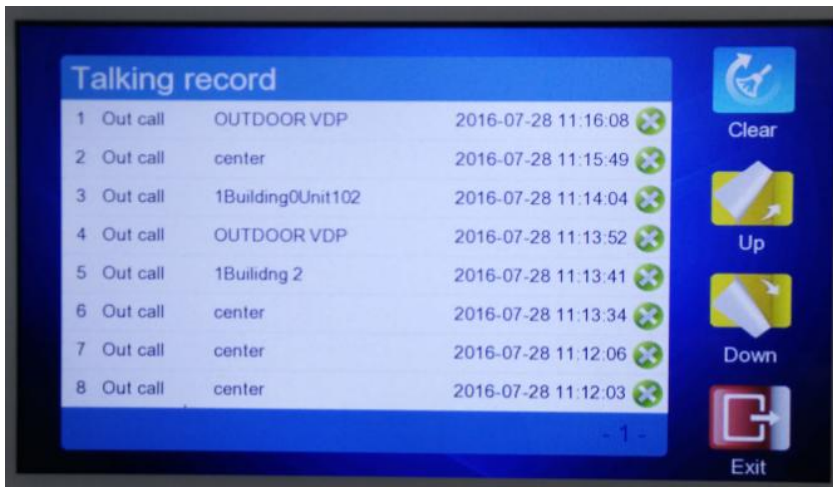 Talking record
1 Out call OUTDOOR VDP 2016-07-28 11:16:08
2 Out call center 2016-07-28 11:15:49
3 Out call 1Building0Unit102 2016-07-28 11:14:04
4 Out call OUTDOOR VDP 2016-07-28 11:13:52
5 Out call 1Builidng 2 2016-07-28 11:13:41
6 Out call center 2016-07-28 11:13:34
7 Out call center 2016-07-28 11:12:06
8 Out call center 2016-07-28 11:12:03
- 1 -
Clear
Up
Down
Exit